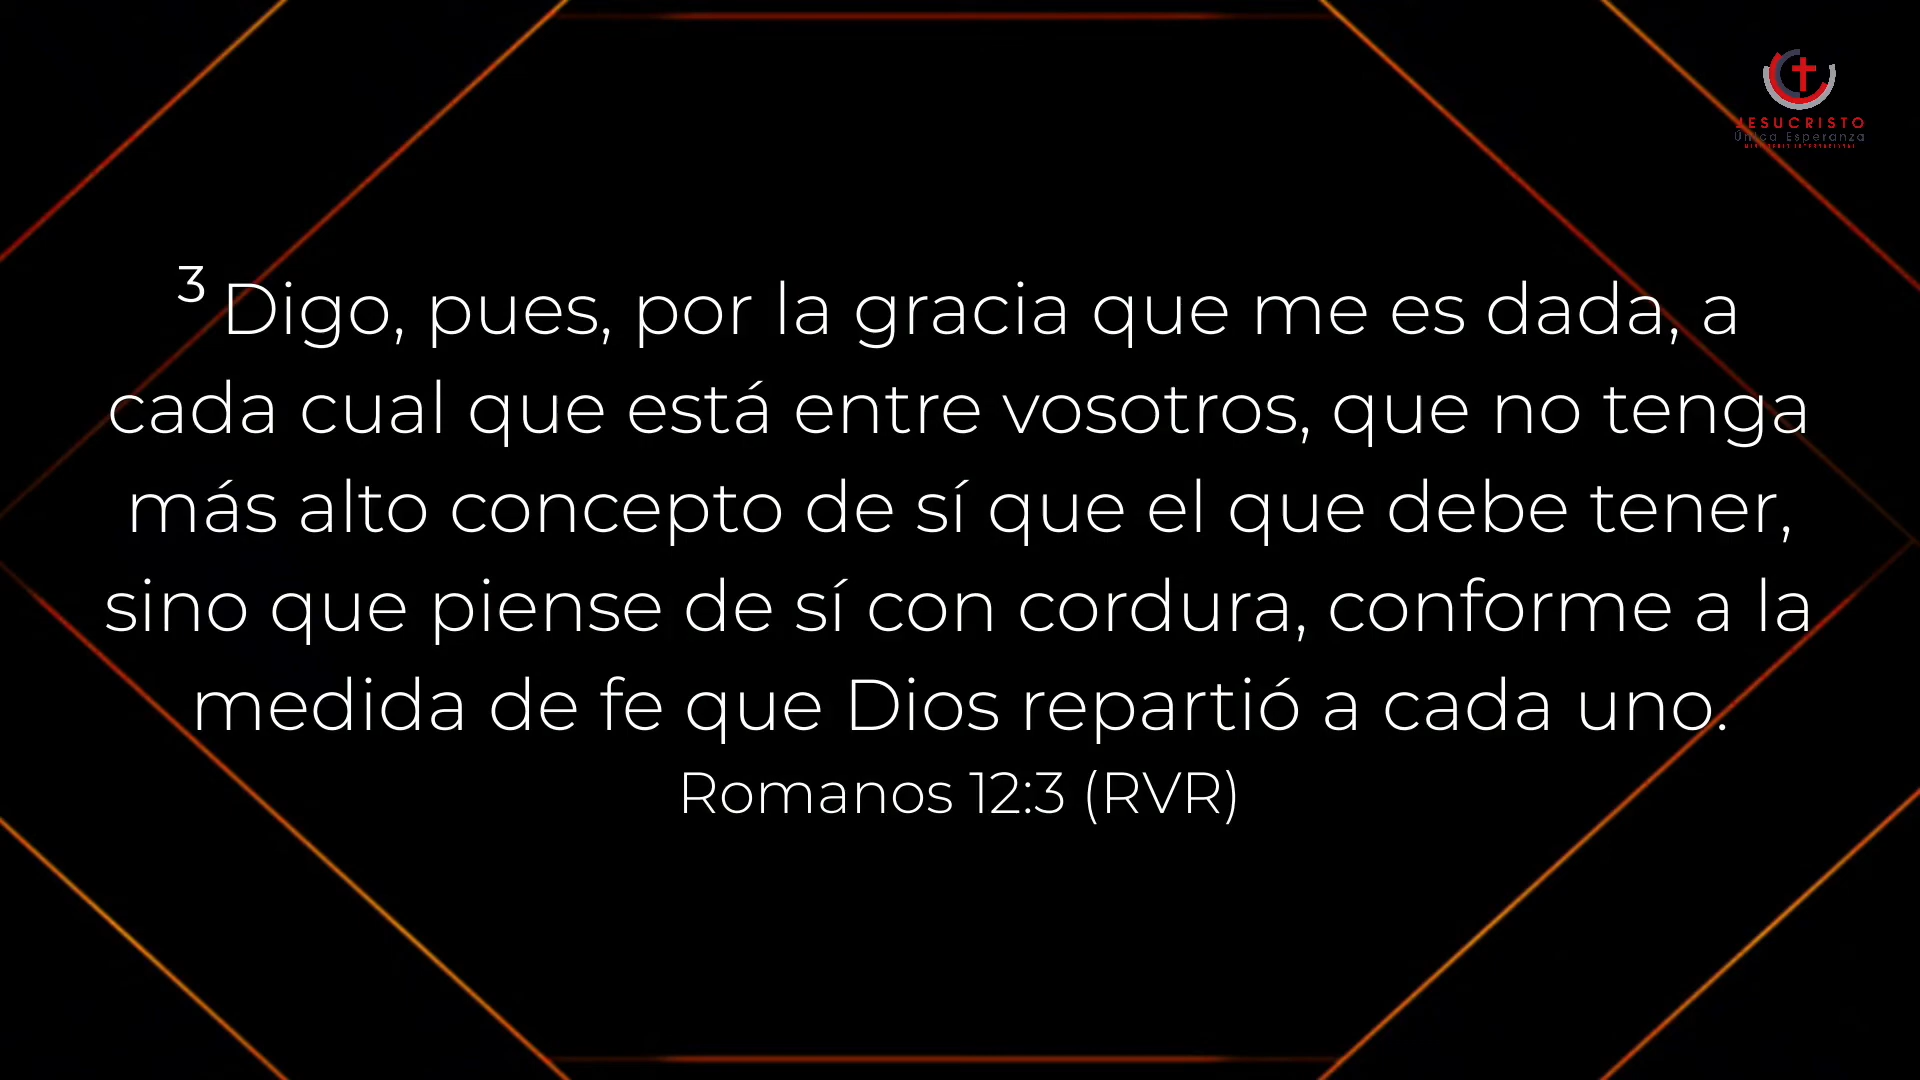 JESUCRISTO
Única Esperanza
3 Digo, pues, por la gracia que me es dada, a
cada cual que está entre vosotros, que no tenga
más alto concepto de sí que el que debe tener,
sino que piense de sí con cordura, conforme a la
medida de fe que Dios repartió a cada uno.
Romanos 12:3 (RVR)